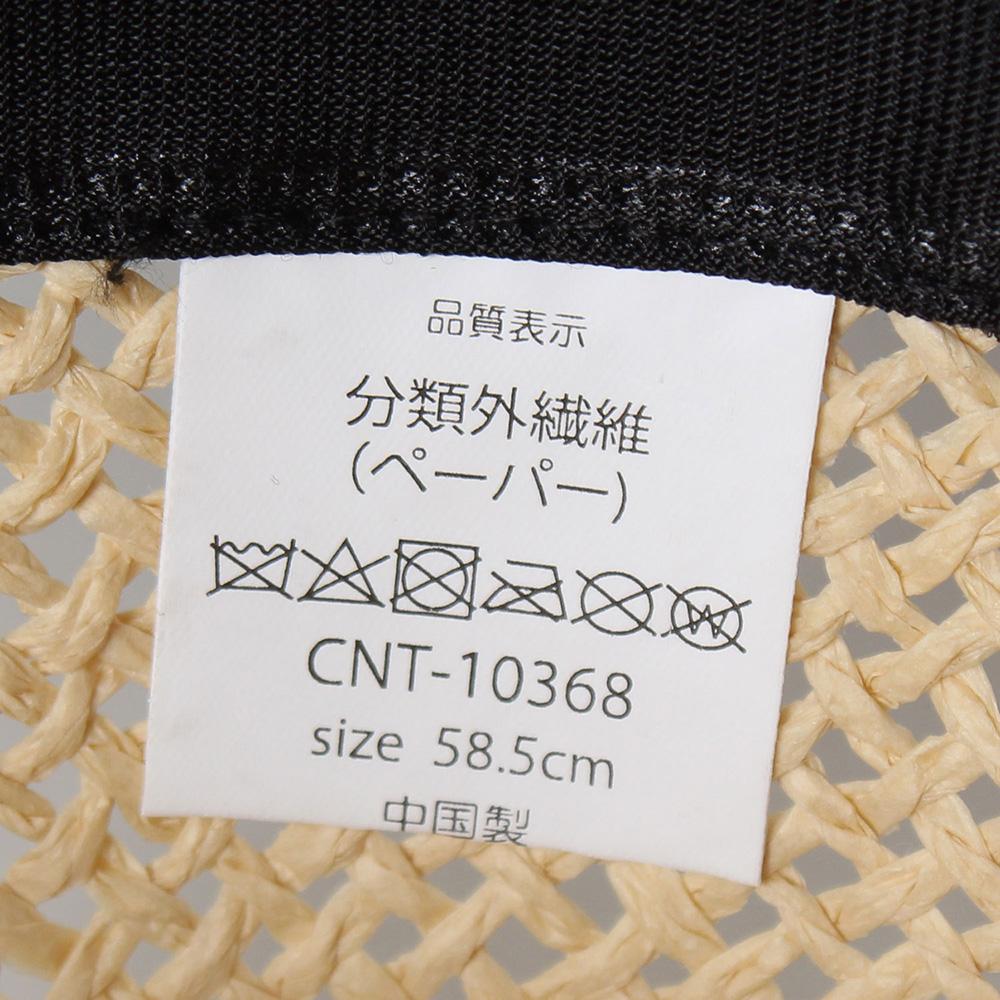 品質表示
分類外繊維
(ペーパー)
W
CNT-10368
size 58.5cm
中国製